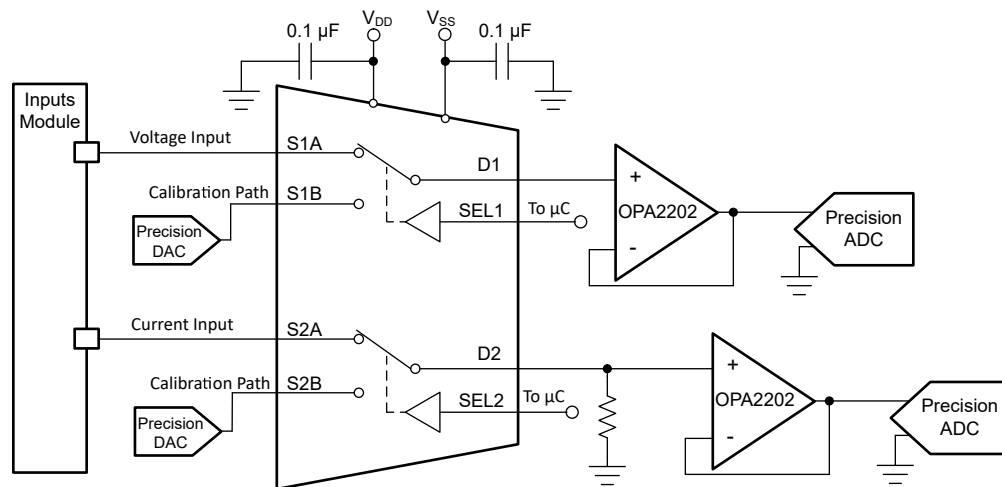 V_DD
V_SS
0.1 µF
0.1 µF
Inputs
Module
Voltage Input
S1A
D1
+
Calibration Path
S1B
SEL1
To µC
OPA2202
-
Precision
DAC
Precision
ADC
Current Input
S2A
D2
+
Calibration Path
S2B
SEL2
To µC
OPA2202
-
Precision
DAC
Precision
ADC